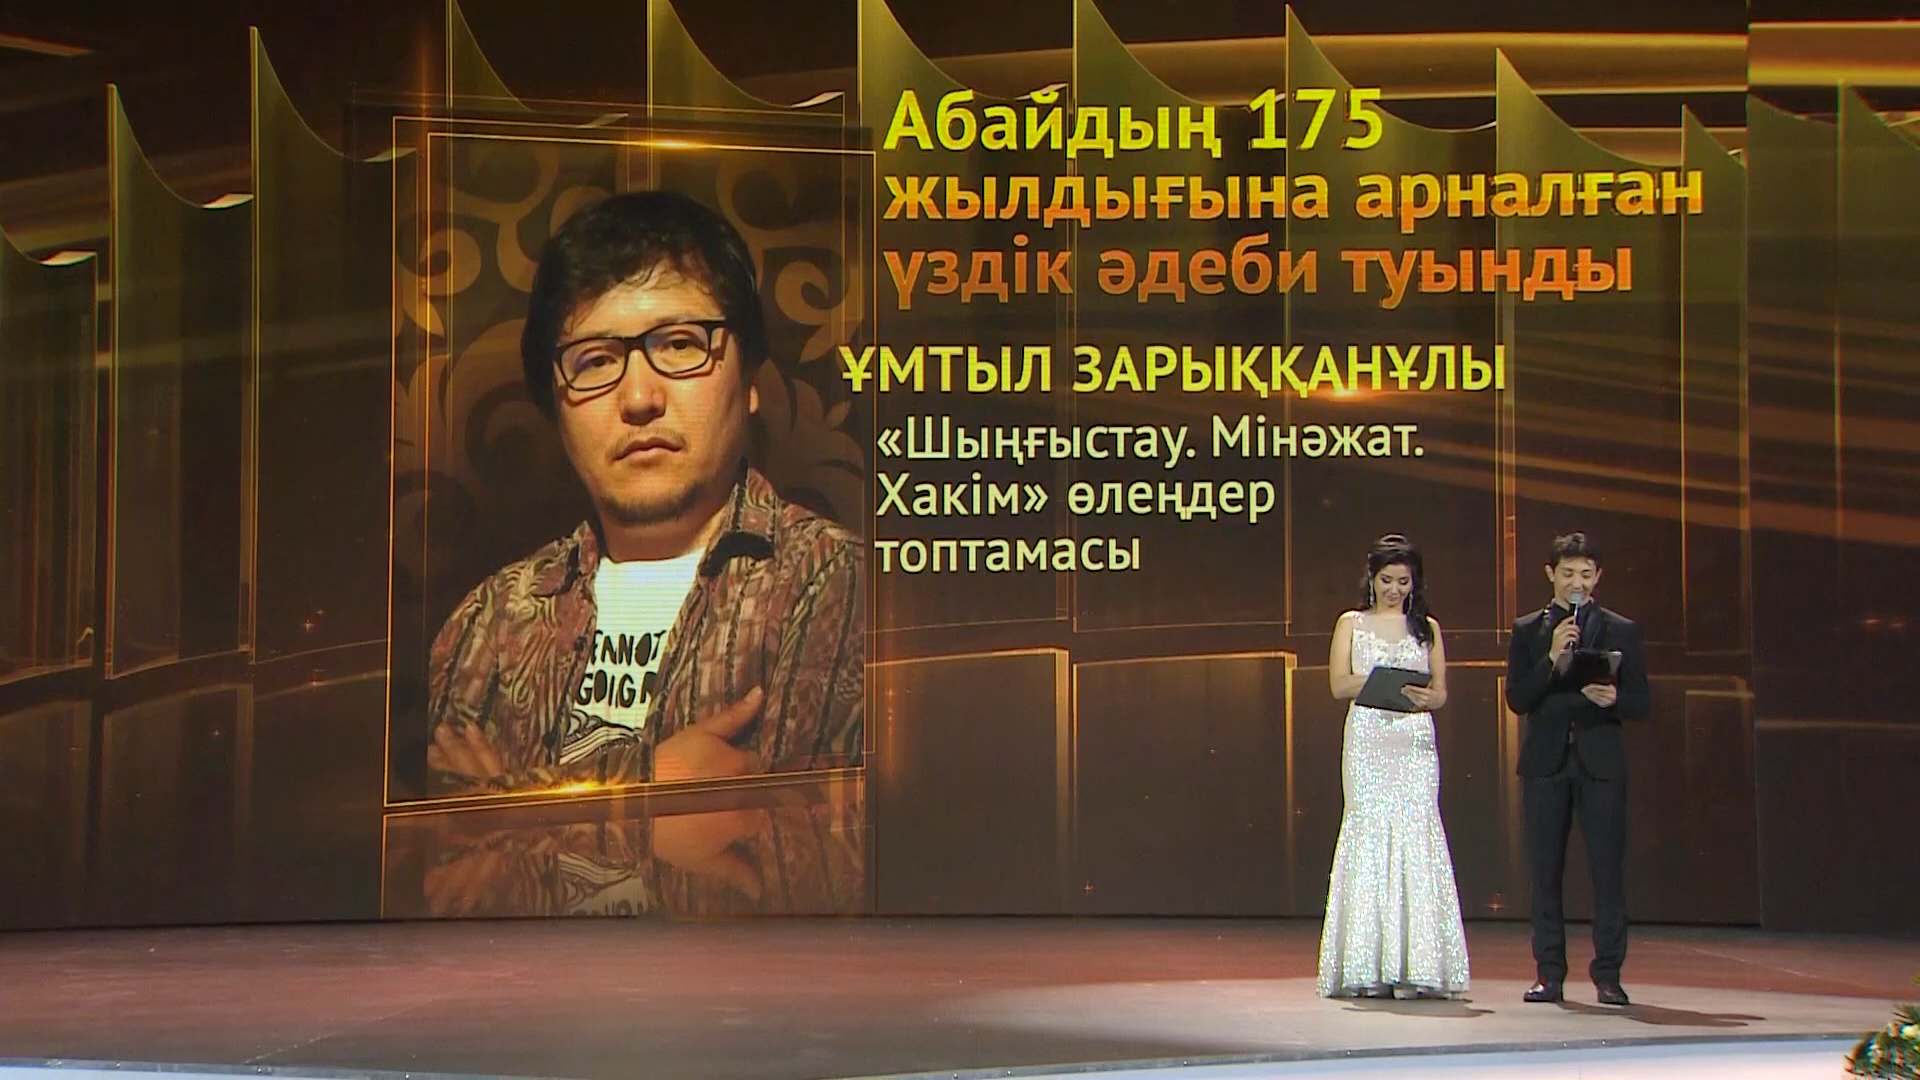 Абайдың 175
жылдығына арналған
үздік әдеби туынды
ҰМТЫЛ ЗАРЫҚҚАНҰЛЫ
«Шыңғыстау. Мінәжат.
Хакім» өлеңдер
топтамасы